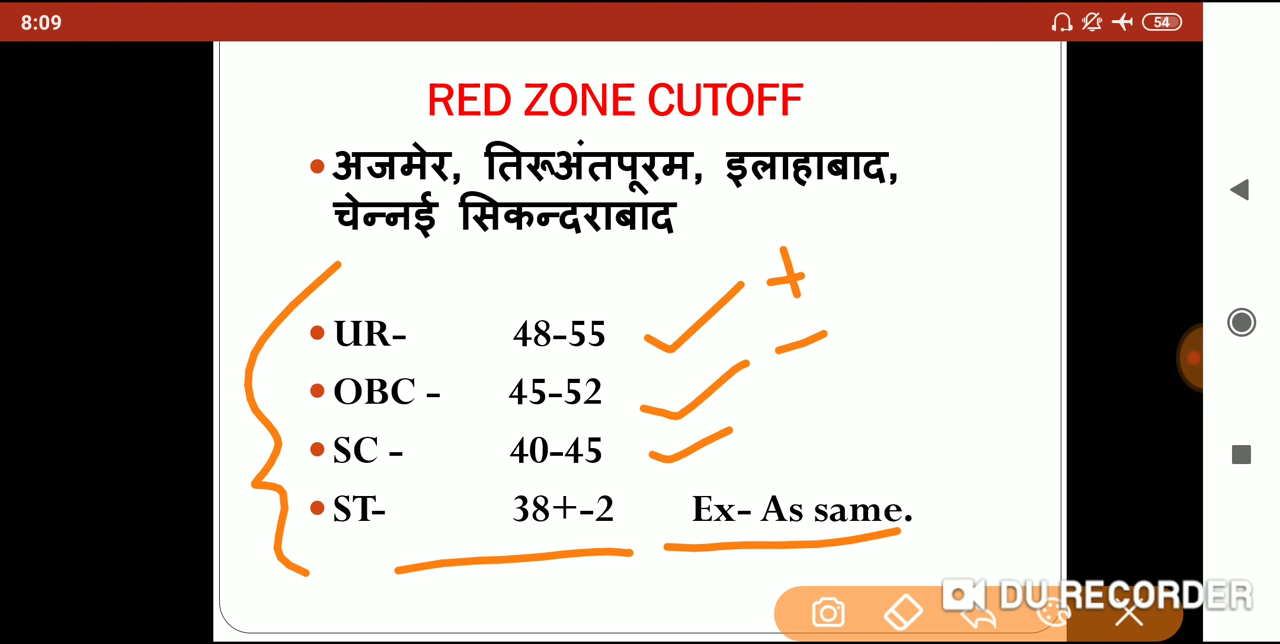 8:09
54
RED ZONE CUTOFF
• अजमेर, तिरूअंतपूरम, इलाहाबाद,
चेन्नई सिकन्दराबाद
• UR- 48-55
• OBC - 45-52
• SC - 40-45
• ST- 38+-2 Ex- As same.
DU RECORDER